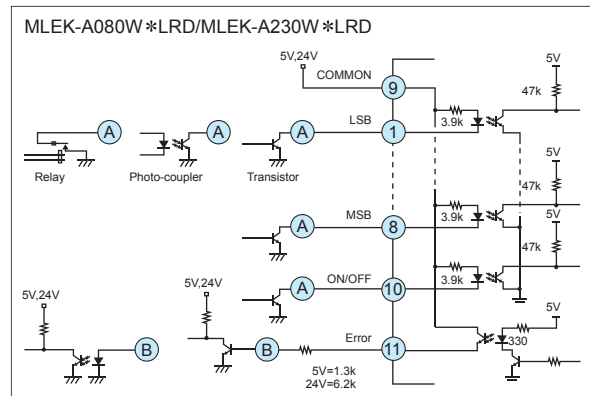 MLEK-A080W＊LRD/MLEK-A230W＊LRD
5V,24V
COMMON
9
5V
47k
A
A
A
LSB
1
3.9k
Relay
Photo-coupler
Transistor
5V
47k
A
MSB
8
3.9k
5V
47k
A
ON/OFF
10
3.9k
5V,24V
5V,24V
5V
B
B
Error
11
330
5V=1.3k
24V=6.2k